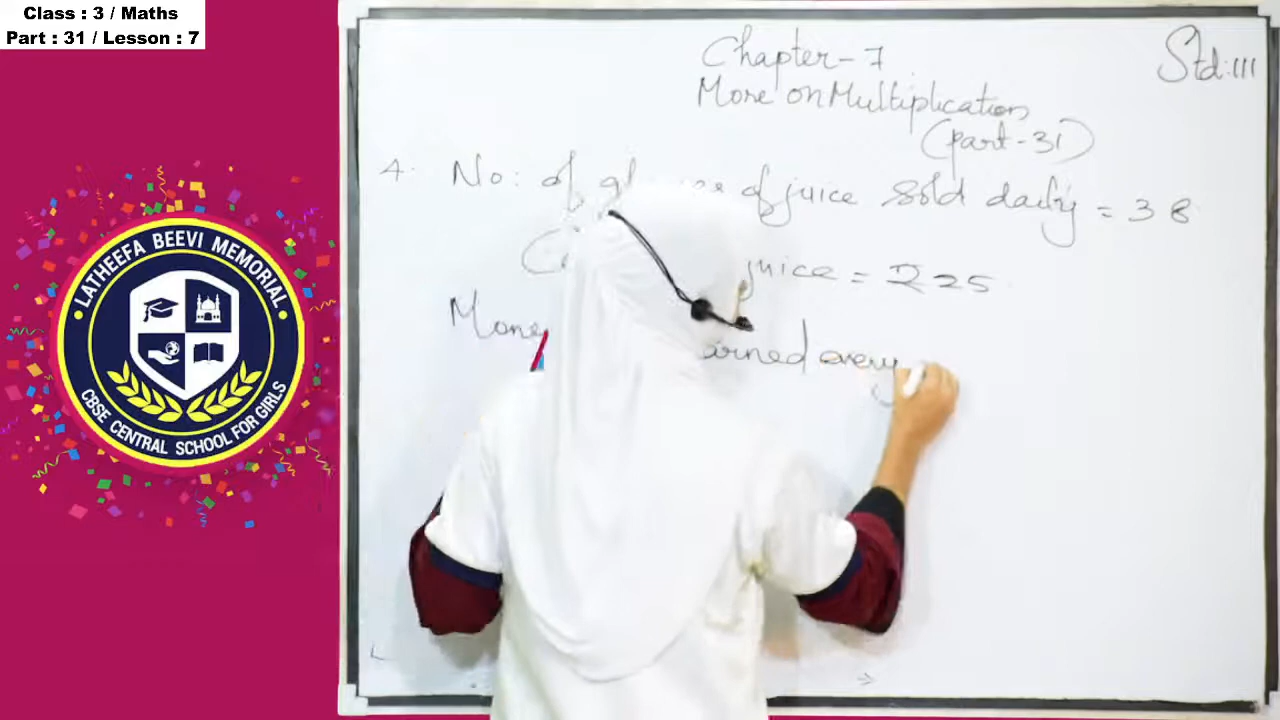 Class : 3 / Maths
Part : 31 / Lesson : 7
LATHEEFA BEEVI MEMORIAL
CBSE CENTRAL SCHOOL FOR GIRLS
Chapter-7
Std:III
More on Multiplication
(part-31)
4. No: of of juice sold daily = 38
juice = ₹25
earned every